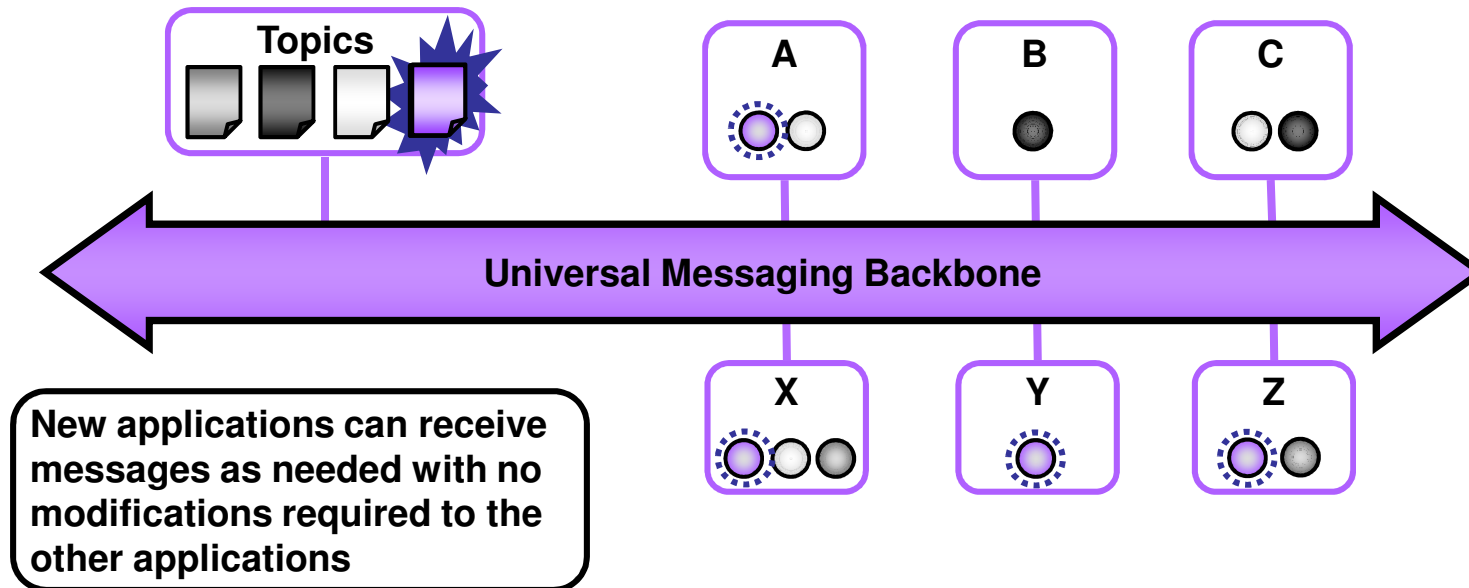 Topics
A
B
C
Universal Messaging Backbone
X
Y
Z
New applications can receive
messages as needed with no
modifications required to the
other applications